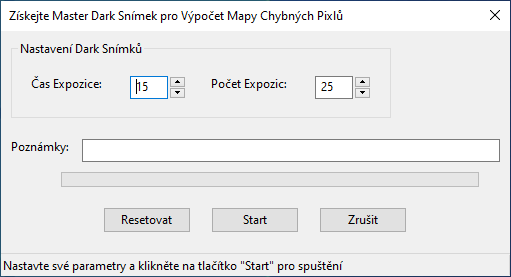 Získejte Master Dark Snímek pro Výpočet Mapy Chybných Pixlů
Nastavení Dark Snímků
Čas Expozice: 15 Počet Expozic: 25
Poznámky:
Resetovat Start Zrušit
Nastavte své parametry a klikněte na tlačítko "Start" pro spuštění